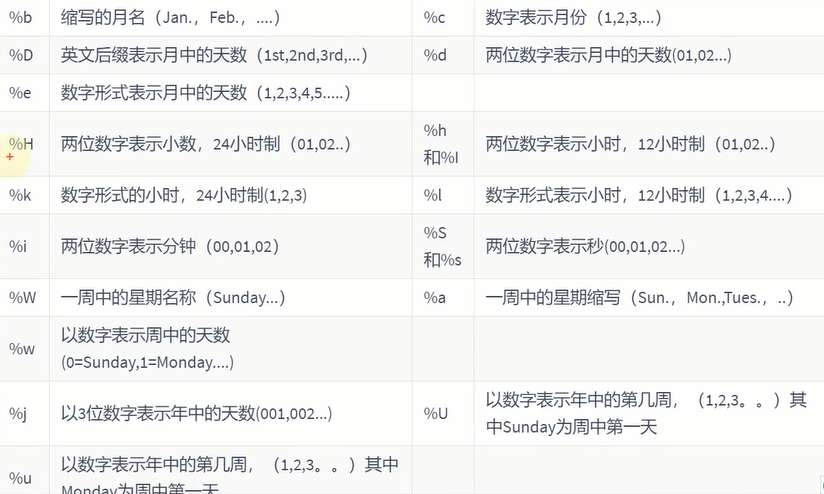 %b 缩写的月名（Jan.，Feb.，....） %c 数字表示月份（1,2,3,...）
%D 英文后缀表示月中的天数（1st,2nd,3rd,...） %d 两位数字表示月中的天数(01,02...)
%e 数字形式表示月中的天数（1,2,3,4,5.....）
%H 两位数字表示小数，24小时制（01,02..） %h
和%I 两位数字表示小时，12小时制（01,02..）
%k 数字形式的小时，24小时制(1,2,3) %l 数字形式表示小时，12小时制（1,2,3,4....）
%i 两位数字表示分钟（00,01,02） %S
和%s 两位数字表示秒(00,01,02...)
%W 一周中的星期名称（Sunday...） %a 一周中的星期缩写（Sun.，Mon.,Tues.，..）
%w 以数字表示周中的天数
(0=Sunday,1=Monday....)
%j 以3位数字表示年中的天数(001,002...) %U 以数字表示年中的第几周，（1,2,3。。）其
中Sunday为周中第一天
%u 以数字表示年中的第几周，（1,2,3。。）其中
Monday为周中第一天